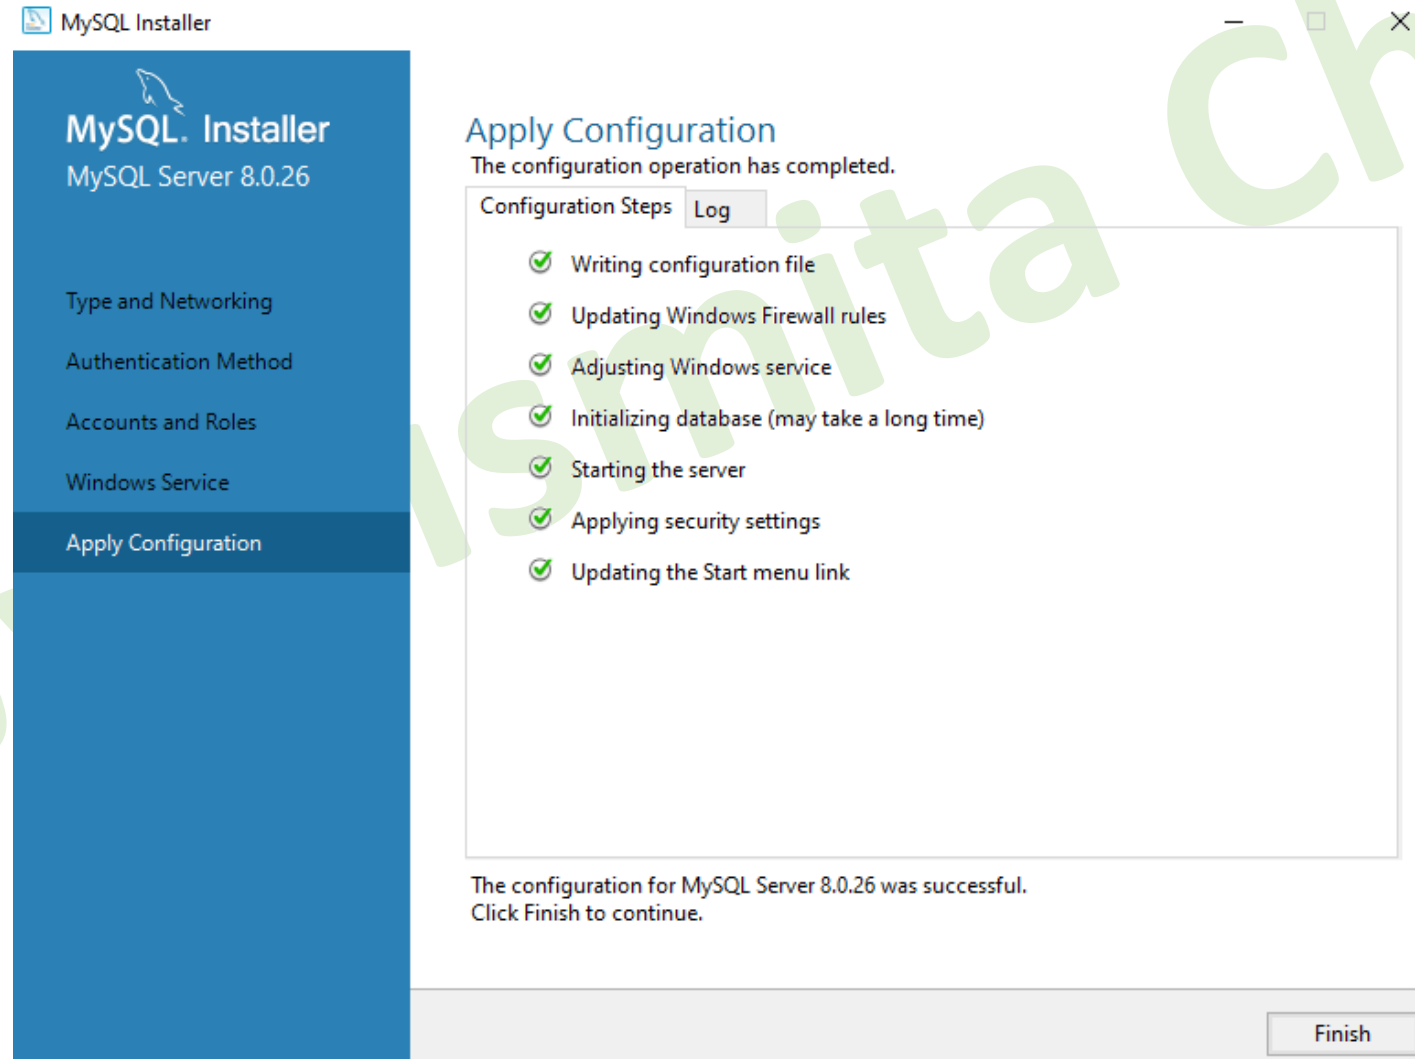 MySQL Installer
MySQL. Installer
MySQL Server 8.0.26
Type and Networking
Authentication Method
Accounts and Roles
Windows Service
Apply Configuration
Apply Configuration
The configuration operation has completed.
Configuration Steps
Log
Writing configuration file
Updating Windows Firewall rules
Adjusting Windows service
Initializing database (may take a long time)
Starting the server
Applying security settings
Updating the Start menu link
The configuration for MySQL Server 8.0.26 was successful.
Click Finish to continue.
Finish